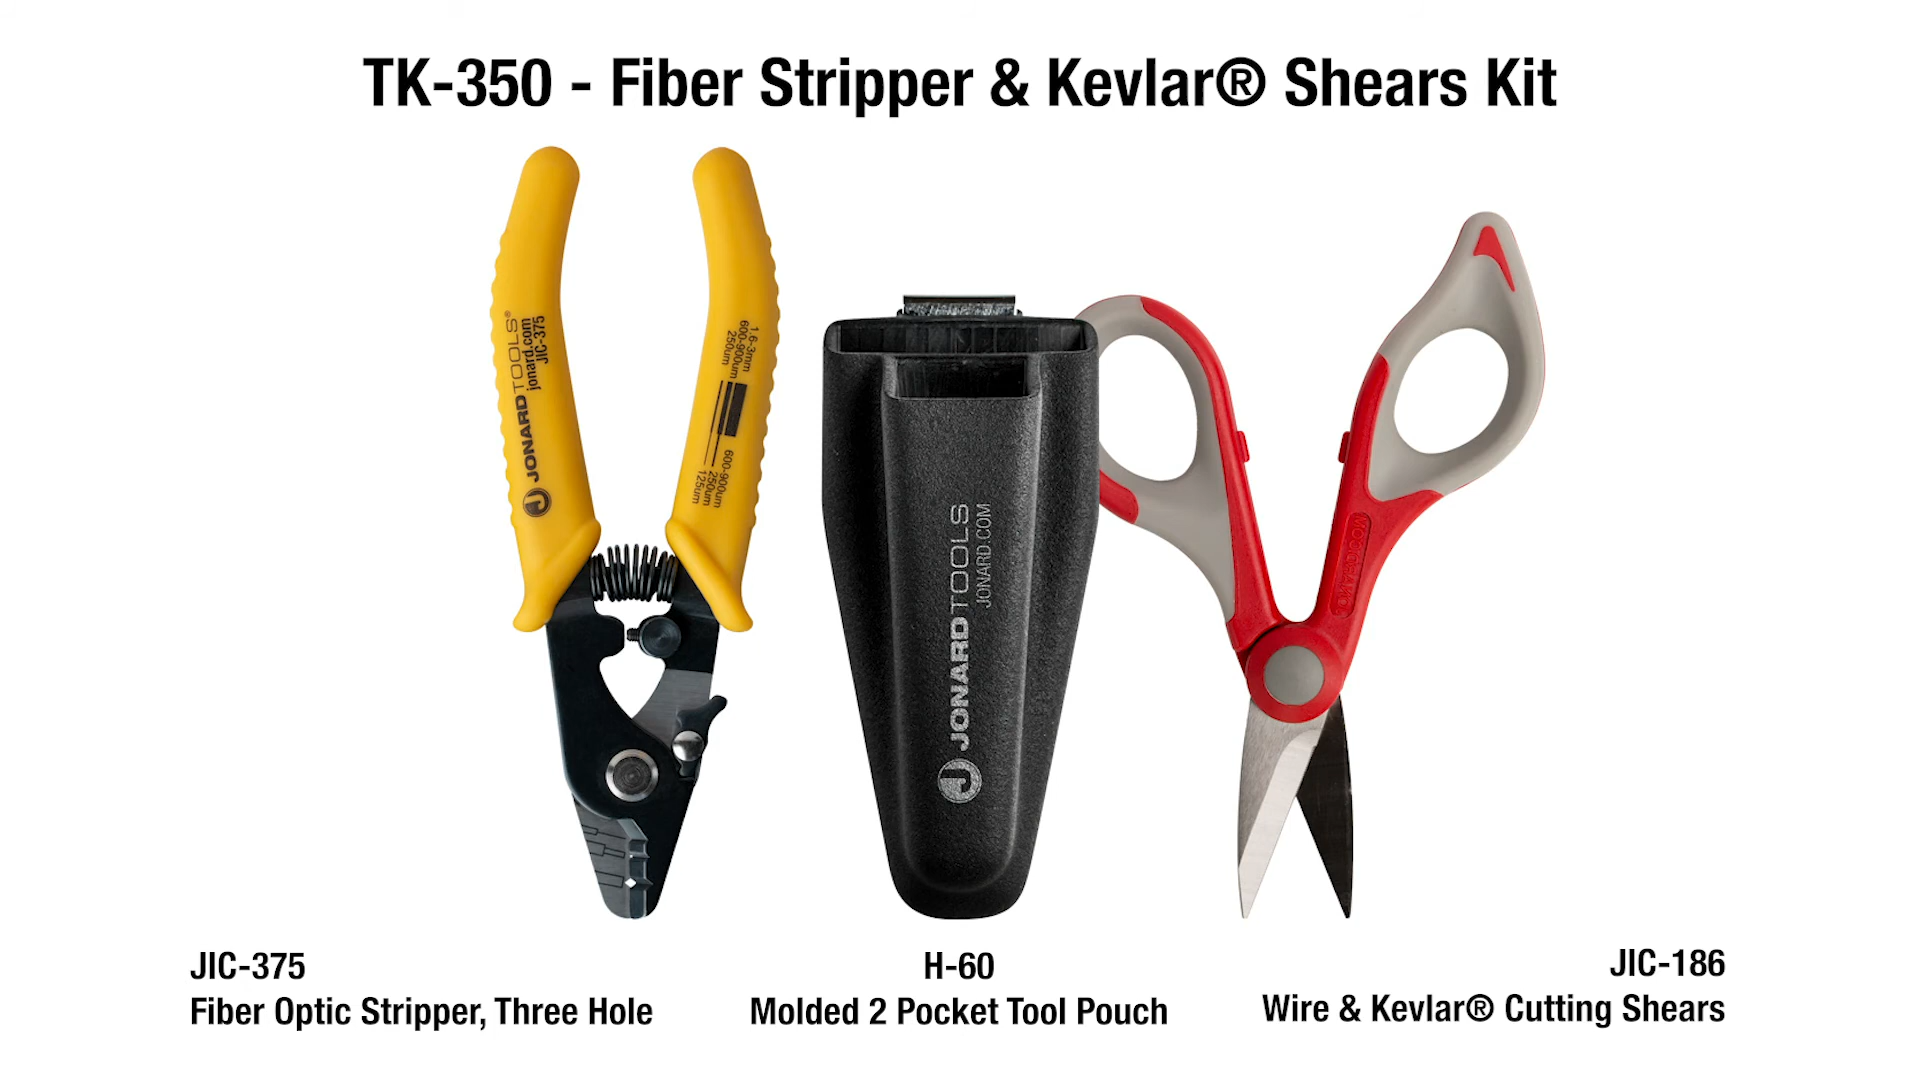 TK-350 - Fiber Stripper & Kevlar® Shears Kit
JONARD TOOLS®
jonard.com
JIC-375
1.6-3mm
600-900um
250um
600-900um
250um
125um
JONARD TOOLS
JONARD.COM
JIC-375
Fiber Optic Stripper, Three Hole
H-60
Molded 2 Pocket Tool Pouch
JIC-186
Wire & Kevlar® Cutting Shears